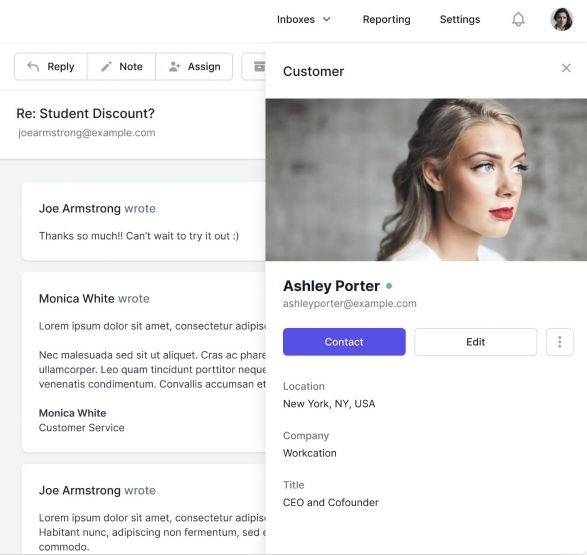 Inboxes
Reporting
Settings
Reply
Note
Assign
Re: Student Discount?
joearmstrong@example.com
Joe Armstrong wrote
Thanks so much!! Can't wait to try it out :)
Monica White wrote
Lorem ipsum dolor sit amet, consectetur
Nec malesuada sed sit ut aliquet. Cras ac
ullamcorper. Leo quam tincidunt porttitor neque
venenatis condimentum. Convallis accumsan et
Monica White
Customer Service
Joe Armstrong wrote
Lorem ipsum dolor sit amet, consectetur
Habitant nunc, adipiscing non fermentum, sed
commodo.
Customer
Ashley Porter
ashleyporter@example.com
Contact
Edit
Location
New York, NY, USA
Company
Workcation
Title
CEO and Cofounder